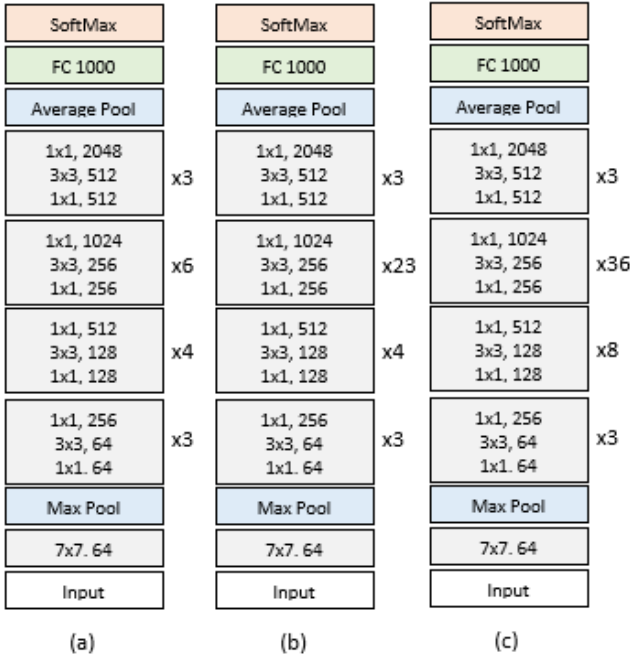 SoftMax
FC 1000
Average Pool
1x1, 2048
3x3, 512
1x1, 512
x3
1x1, 1024
3x3, 256
1x1, 256
x6
1x1, 512
3x3, 128
1x1, 128
x4
1x1, 256
3x3, 64
1x1. 64
x3
Max Pool
7x7. 64
Input
(a)
SoftMax
FC 1000
Average Pool
1x1, 2048
3x3, 512
1x1, 512
x3
1x1, 1024
3x3, 256
1x1, 256
x23
1x1, 512
3x3, 128
1x1, 128
x4
1x1, 256
3x3, 64
1x1. 64
x3
Max Pool
7x7. 64
Input
(b)
SoftMax
FC 1000
Average Pool
1x1, 2048
3x3, 512
1x1, 512
x3
1x1, 1024
3x3, 256
1x1, 256
x36
1x1, 512
3x3, 128
1x1, 128
x8
1x1, 256
3x3, 64
1x1. 64
x3
Max Pool
7x7. 64
Input
(c)